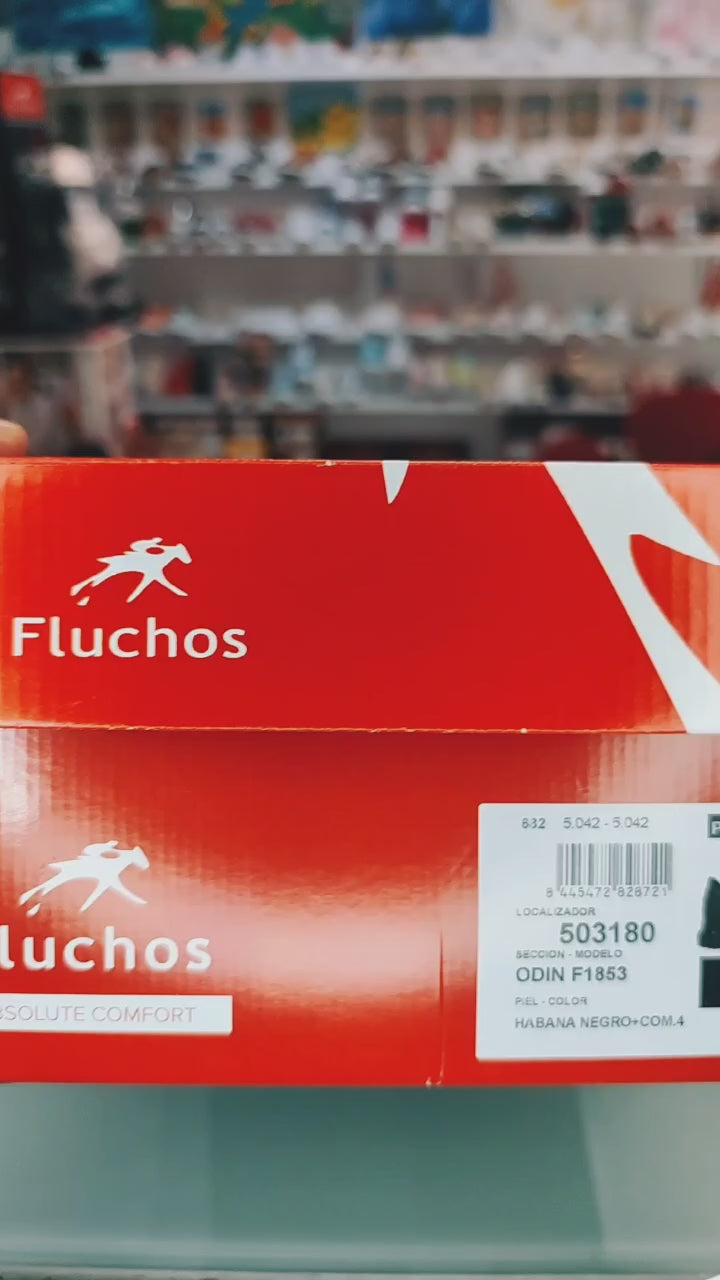 Fluchos
luchos
SOLUTE COMFORT
632 5.042 - 5.042
8 445472 828721
LOCALIZADOR
503180
SECCION - MODELO
ODIN F1853
PIEL - COLOR
HABANA NEGRO+COM.4